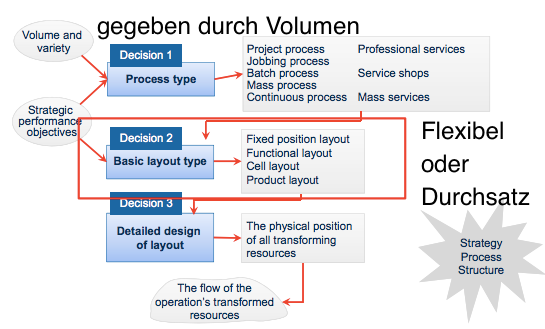 gegeben durch Volumen
Volume and
variety
Decision 1
Process type
Project process
Jobbing process
Batch process
Mass process
Continuous process
Professional services
Service shops
Mass services
Strategic
performance
objectives
Decision 2
Basic layout type
Fixed position layout
Functional layout
Cell layout
Product layout
Flexibel
oder
Durchsatz
Decision 3
Detailed design
of layout
The physical position
of all transforming
resources
Strategy
Process
Structure
The flow of the
operation's transformed
resources